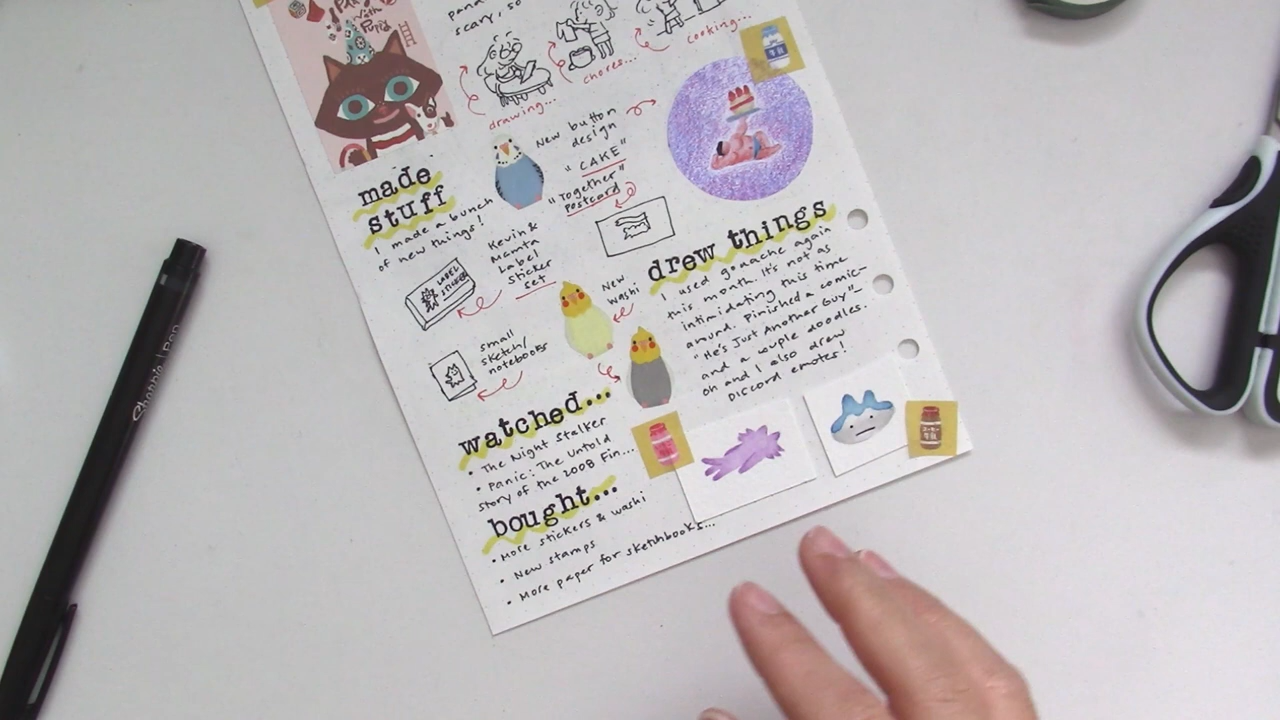 scary, so
drawing...
chores...
cooking...
New button
design
"CAKE"
"Together"
Postcard
made
stuff
I made a bunch
of new things!
Kevin &
Label
Sticker
set
LABEL
STICKER
small
sketch/
notebooks
New
washi
drew things
I used gouache again
this month. It's not as
intimidating this time
around. Finished a comic-
"He's Just Another Guy"-
and a couple doodles.
Oh and I also drew
Discord emotes!
watched...
• The Night Stalker
• Panic: The Untold
story of the 2008 Fin...
bought...
• More stickers & washi
• New stamps
• More paper for sketchbooks...
Sharpie Pen